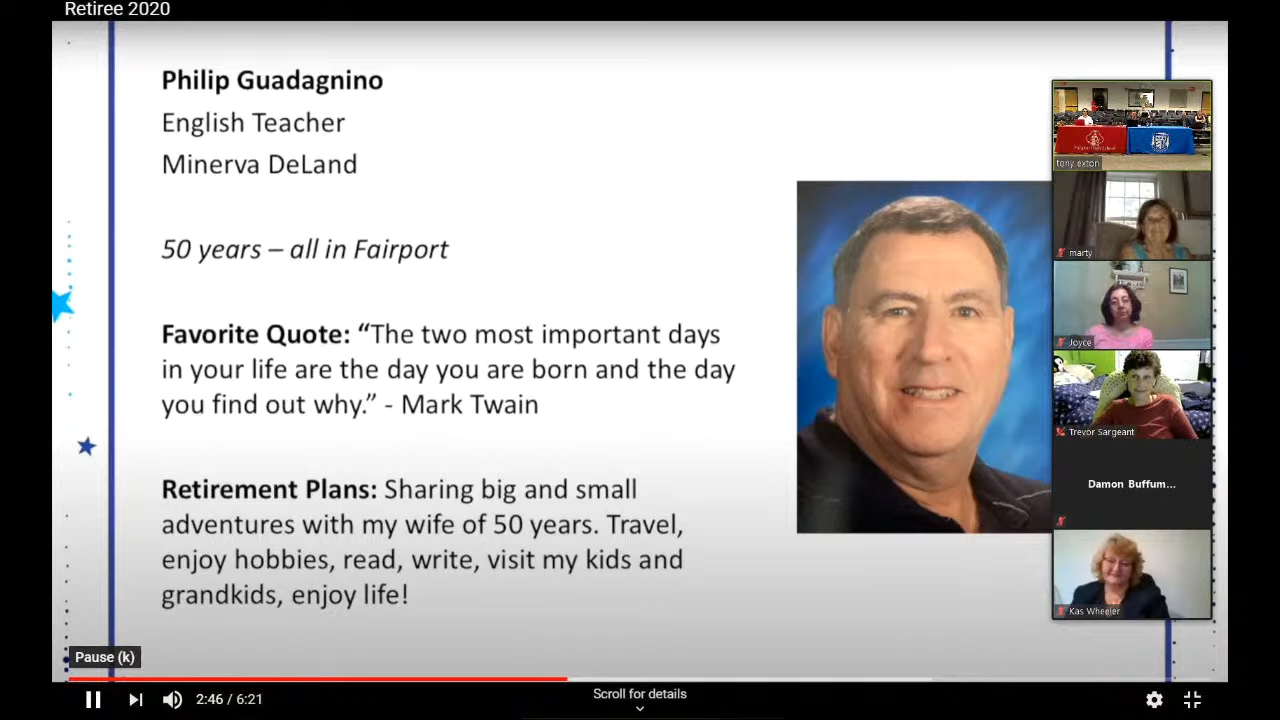 Retiree 2020
Philip Guadagnino
English Teacher
Minerva DeLand
50 years – all in Fairport
Favorite Quote: “The two most important days
in your life are the day you are born and the day
you find out why.” - Mark Twain
Retirement Plans: Sharing big and small
adventures with my wife of 50 years. Travel,
enjoy hobbies, read, write, visit my kids and
grandkids, enjoy life!
tony exton
marty
Joyce
Trevor Sargeant
Damon Buffum...
Kas Wheeler
Pause (k)
2:46 / 6:21
Scroll for details